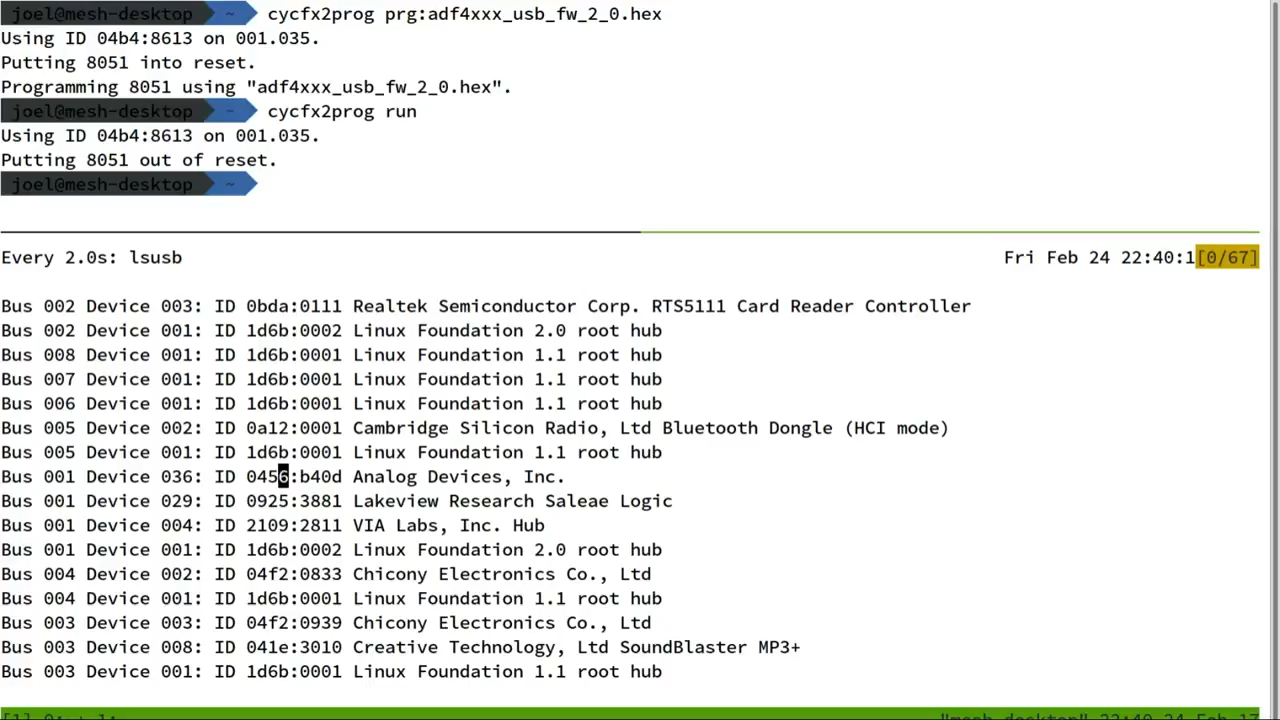 joel@mesh-desktop ~ cycfx2prog prg:adf4xxx_usb_fw_2_0.hex
Using ID 04b4:8613 on 001.035.
Putting 8051 into reset.
Programming 8051 using "adf4xxx_usb_fw_2_0.hex".
joel@mesh-desktop ~ cycfx2prog run
Using ID 04b4:8613 on 001.035.
Putting 8051 out of reset.
joel@mesh-desktop ~
Every 2.0s: lsusb Fri Feb 24 22:40:1[0/67]
Bus 002 Device 003: ID 0bda:0111 Realtek Semiconductor Corp. RTS5111 Card Reader Controller
Bus 002 Device 001: ID 1d6b:0002 Linux Foundation 2.0 root hub
Bus 008 Device 001: ID 1d6b:0001 Linux Foundation 1.1 root hub
Bus 007 Device 001: ID 1d6b:0001 Linux Foundation 1.1 root hub
Bus 006 Device 001: ID 1d6b:0001 Linux Foundation 1.1 root hub
Bus 005 Device 002: ID 0a12:0001 Cambridge Silicon Radio, Ltd Bluetooth Dongle (HCI mode)
Bus 005 Device 001: ID 1d6b:0001 Linux Foundation 1.1 root hub
Bus 001 Device 036: ID 0456:b40d Analog Devices, Inc.
Bus 001 Device 029: ID 0925:3881 Lakeview Research Saleae Logic
Bus 001 Device 004: ID 2109:2811 VIA Labs, Inc. Hub
Bus 001 Device 001: ID 1d6b:0002 Linux Foundation 2.0 root hub
Bus 004 Device 002: ID 04f2:0833 Chicony Electronics Co., Ltd
Bus 004 Device 001: ID 1d6b:0001 Linux Foundation 1.1 root hub
Bus 003 Device 003: ID 04f2:0939 Chicony Electronics Co., Ltd
Bus 003 Device 008: ID 041e:3010 Creative Technology, Ltd SoundBlaster MP3+
Bus 003 Device 001: ID 1d6b:0001 Linux Foundation 1.1 root hub
"mesh-desktop" 22:40 24-Feb-17